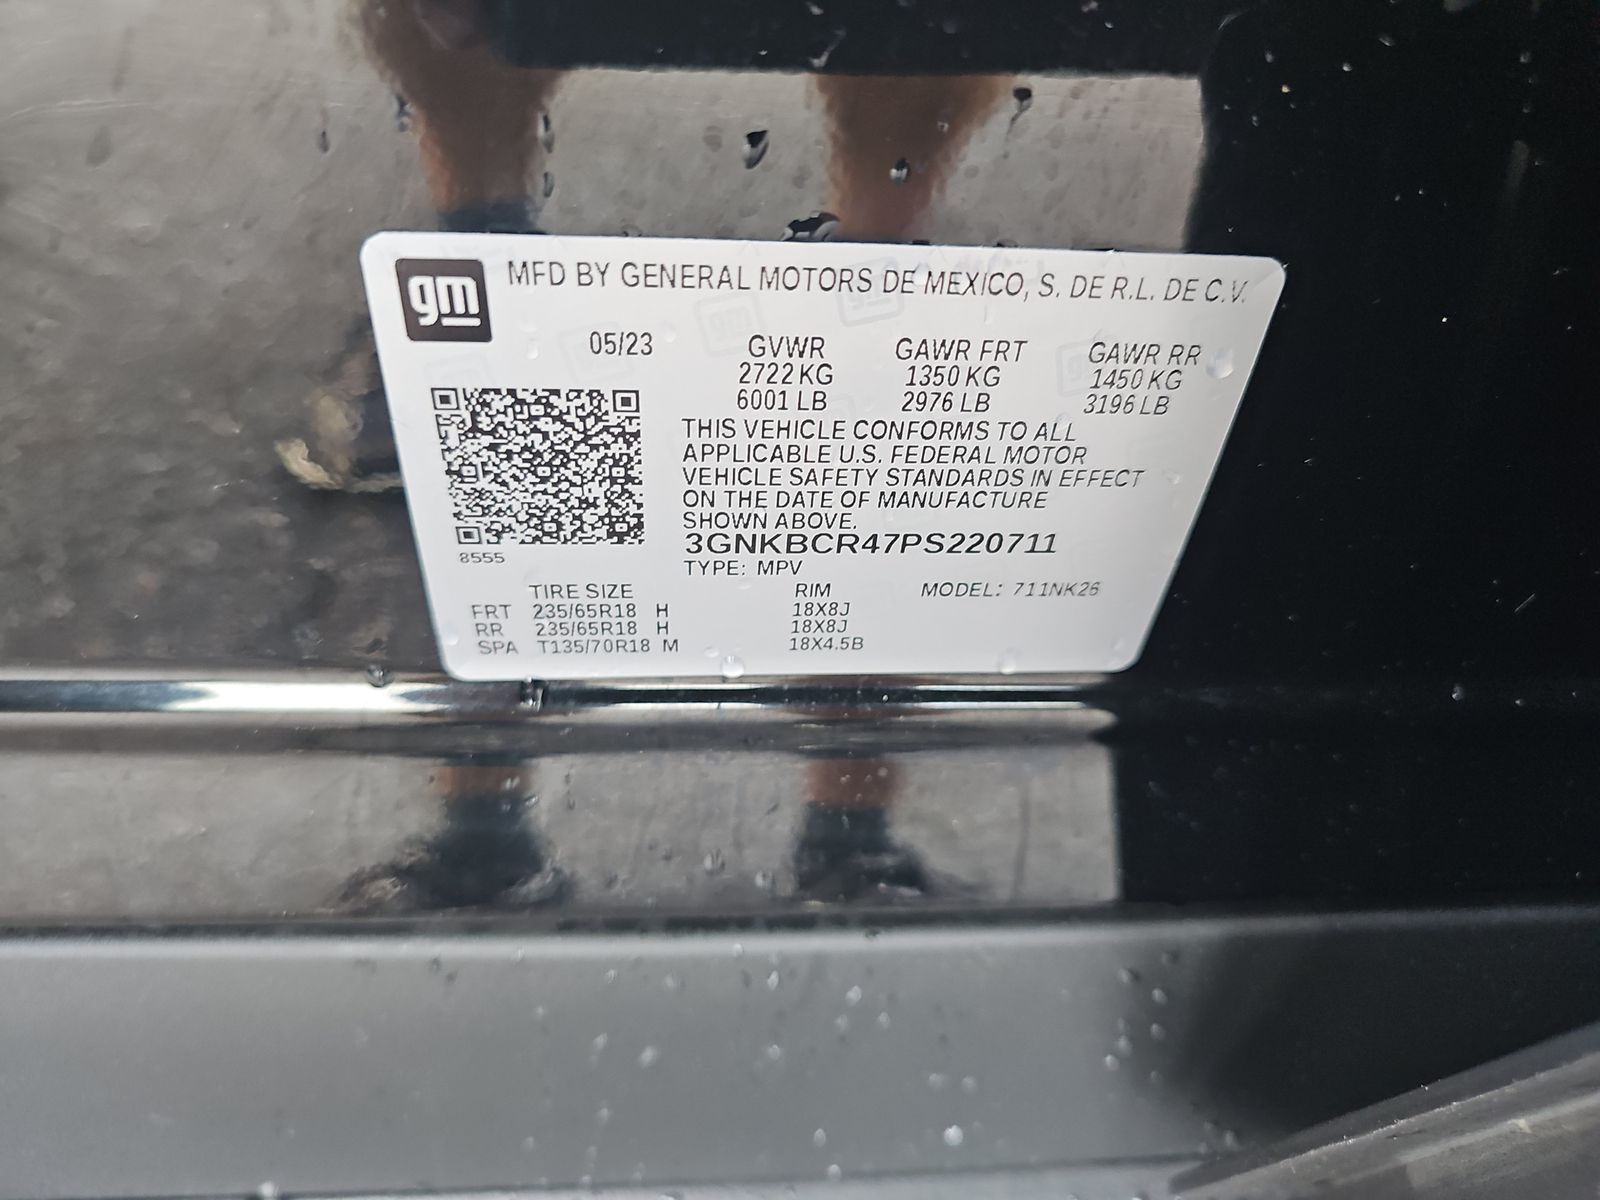 gm
MFD BY GENERAL MOTORS DE MEXICO, S. DE R.L. DE C.V.
05/23 GVWR GAWR FRT GAWR RR
2722 KG 1350 KG 1450 KG
6001 LB 2976 LB 3196 LB
THIS VEHICLE CONFORMS TO ALL
APPLICABLE U.S. FEDERAL MOTOR
VEHICLE SAFETY STANDARDS IN EFFECT
ON THE DATE OF MANUFACTURE
SHOWN ABOVE.
3GNKBCR47PS220711
8555
TYPE: MPV
TIRE SIZE RIM MODEL: 711NK26
FRT 235/65R18 H 18X8J
RR 235/65R18 H 18X8J
SPA T135/70R18 M 18X4.5B